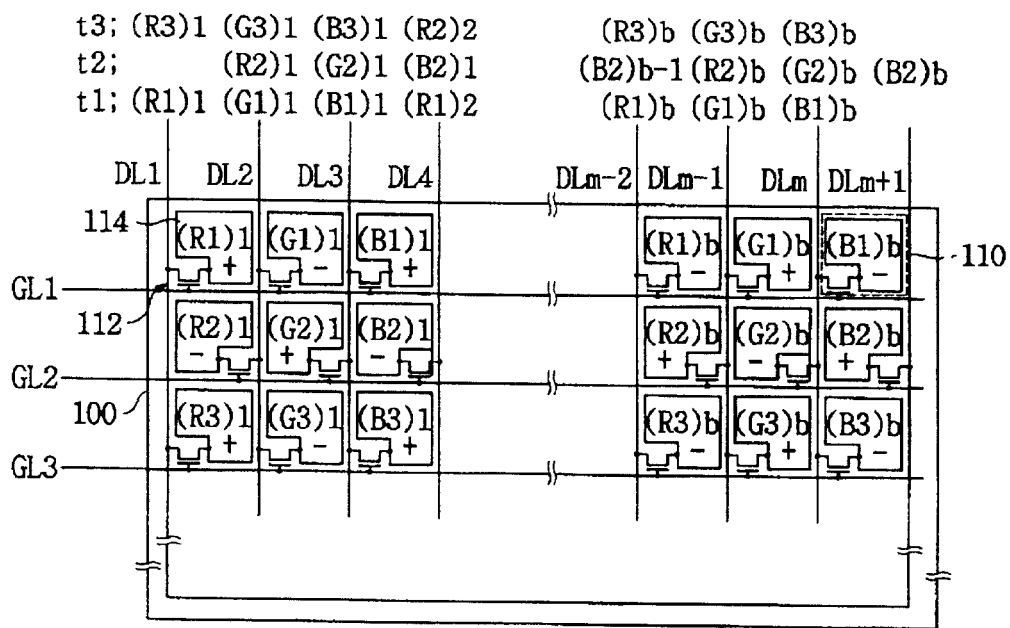 t3; (R3)1 (G3)1 (B3)1 (R2)2 (R3)b (G3)b (B3)b
t2; (R2)1 (G2)1 (B2)1 (B2)b-1 (R2)b (G2)b (B2)b
t1; (R1)1 (G1)1 (B1)1 (R1)2 (R1)b (G1)b (B1)b
DL1 DL2 DL3 DL4 DLm-2 DLm-1 DLm DLm+1
114 (R1)1 (G1)1 (B1)1 (R1)b (G1)b (B1)b 110
+ - + - + -
GL1
112 (R2)1 (G2)1 (B2)1 (R2)b (G2)b (B2)b
- + - + - +
GL2
100 (R3)1 (G3)1 (B3)1 (R3)b (G3)b (B3)b
+ - + - + -
GL3